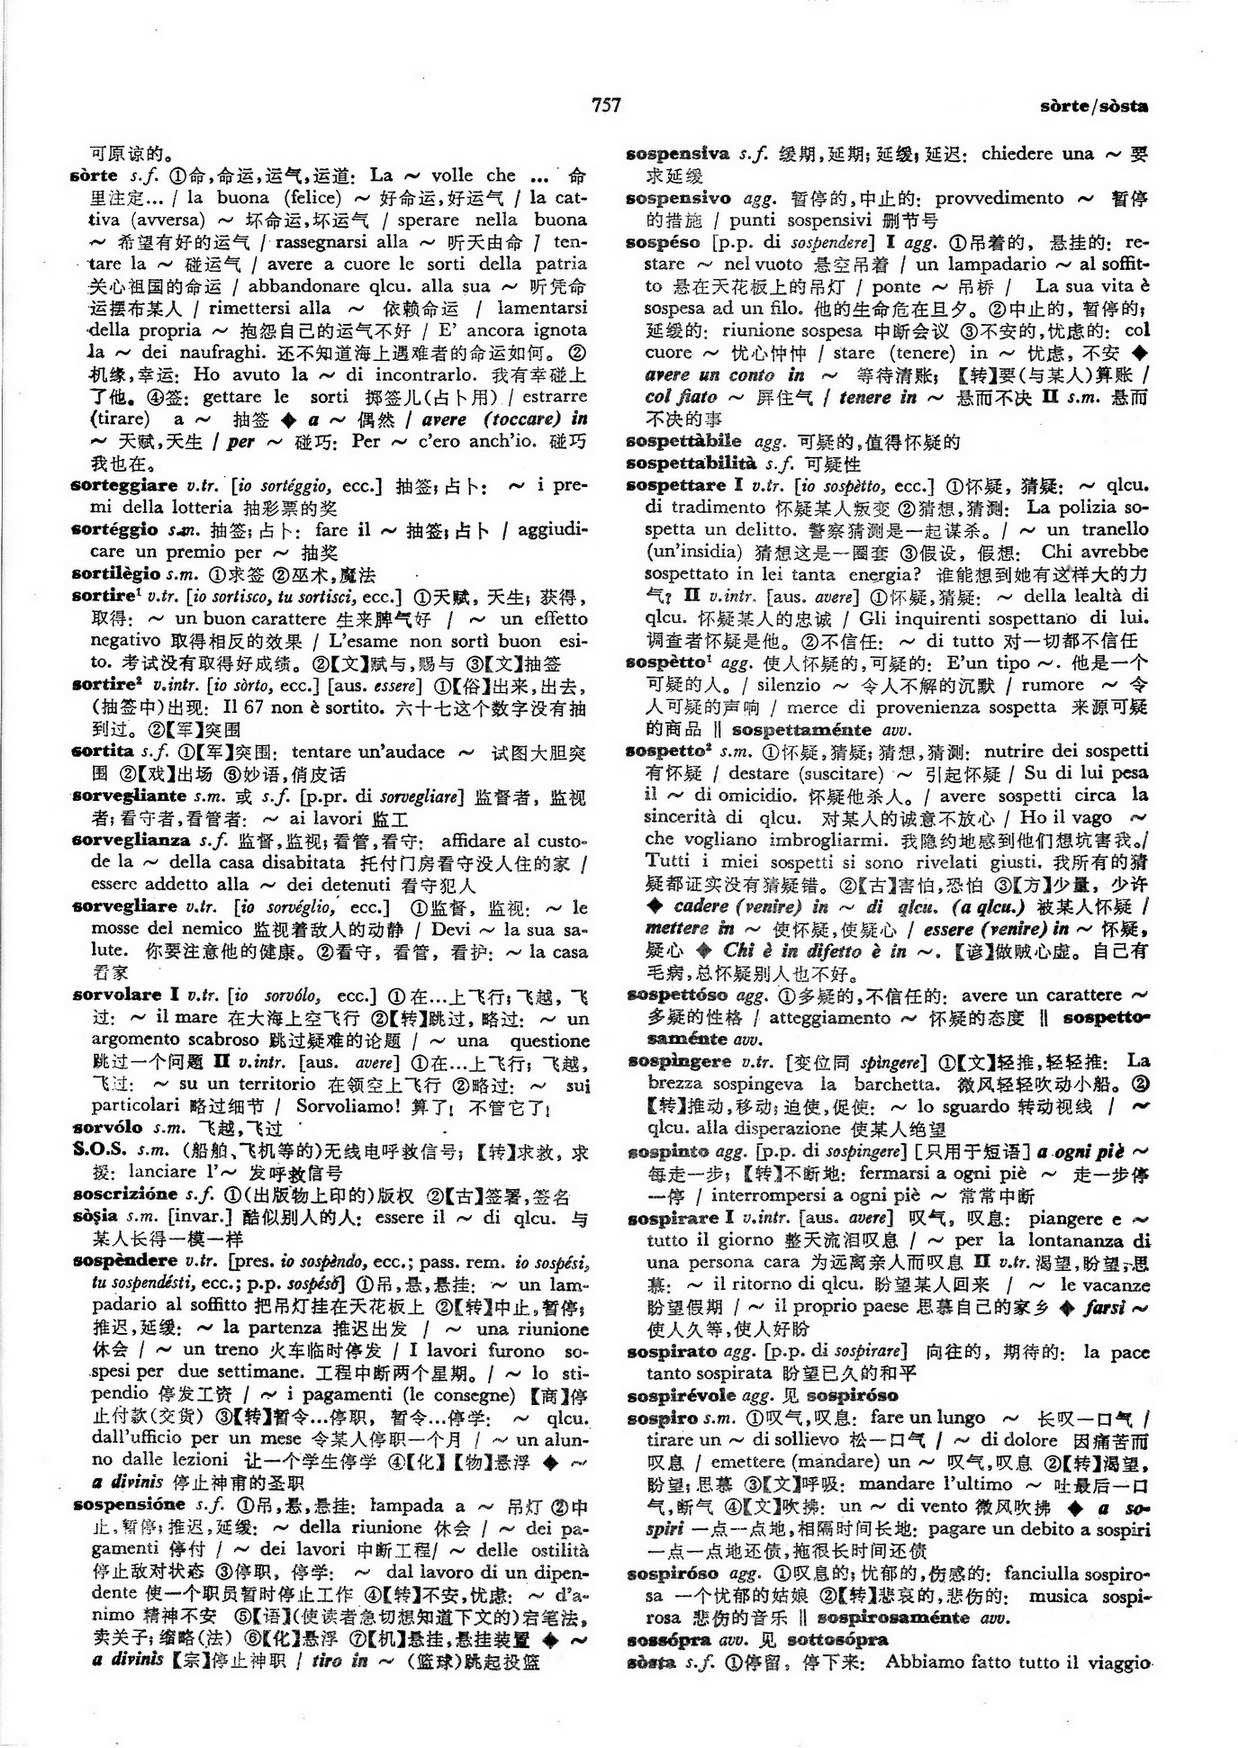 757
sòrte/sòsta
可原谅的。
sòrte s.f. ①命,命运,运气,运道: La ~ volle che … 命
里注定… / la buona (felice) ~ 好命运,好运气 / la cat-
tiva (avversa) ~ 坏命运,坏运气 / sperare nella buona
~ 希望有好的运气 / rassegnarsi alla ~ 听天由命 / ten-
tare la ~ 碰运气 / avere a cuore le sorti della patria
关心祖国的命运 / abbandonare qlcu. alla sua ~ 听凭命
运摆布某人 / rimettersi alla ~ 依赖命运 / lamentarsi
della propria ~ 抱怨自己的运气不好 / E' ancora ignota
la ~ dei naufraghi. 还不知道海上遇难者的命运如何。 ②
机缘,幸运: Ho avuto la ~ di incontrarlo. 我有幸碰上
了他。 ④签: gettare le sorti 掷签儿(占卜用) / estrarre
(tirare) a ~ 抽签 ◆ a ~ 偶然 / avere (toccare) in
~ 天赋,天生 / per ~ 碰巧: Per ~ c'ero anch'io. 碰巧
我也在。
sorteggiare v.tr. [io sortéggio, ecc.] 抽签; 占卜: ~ i pre-
mi della lotteria 抽彩票的奖
sortéggio s.m. 抽签; 占卜: fare il ~ 抽签; 占卜 / aggiudi-
care un premio per ~ 抽奖
sortilègio s.m. ①求签 ②巫术,魔法
sortire¹ v.tr. [io sortisco, tu sortisci, ecc.] ①天赋, 天生; 获得,
取得: ~ un buon carattere 生来脾气好 / ~ un effetto
negativo 取得相反的效果 / L'esame non sortì buon esi-
to. 考试没有取得好成绩。 ②【文】赋与,赐与 ③【文】抽签
sortire² v.intr. [io sòrto, ecc.] [aus. essere] ①【俗】出来,出去,
(抽签中)出现: Il 67 non è sortito. 六十七这个数字没有抽
到过。 ②【军】突围
sortita s.f. ①【军】突围: tentare un'audace ~ 试图大胆突
围 ②【戏】出场 ③妙语,俏皮话
sorvegliante s.m. 或 s.f. [p.pr. di sorvegliare] 监督者, 监视
者; 看守者,看管者: ~ ai lavori 监工
sorveglianza s.f. 监督,监视; 看管,看守: affidare al custo-
de la ~ della casa disabitata 托付门房看守没人住的家 /
essere addetto alla ~ dei detenuti 看守犯人
sorvegliare v.tr. [io sorvéglio, ecc.] ①监督, 监视: ~ le
mosse del nemico 监视着敌人的动静 / Devi ~ la sua sa-
lute. 你要注意他的健康。 ②看守, 看管, 看护: ~ la casa
看家
sorvolare I v.tr. [io sorvólo, ecc.] ①在…上飞行; 飞越, 飞
过: ~ il mare 在大海上空飞行 ②【转】跳过, 略过: ~ un
argomento scabroso 跳过疑难的论题 / ~ una questione
跳过一个问题 II v.intr. [aus. avere] ①在…上飞行; 飞越,
飞过: ~ su un territorio 在领空上飞行 ②略过: ~ sui
particolari 略过细节 / Sorvoliamo! 算了! 不管它了!
sorvólo s.m. 飞越,飞过
S.O.S. s.m. (船舶、飞机等的)无线电呼救信号; 【转】求救, 求
援: lanciare l'~ 发呼救信号
soscrizióne s.f. ①(出版物上印的)版权 ②【古】签署,签名
sòsia s.m. [invar.] 酷似别人的人: essere il ~ di qlcu. 与
某人长得一模一样
sospèndere v.tr. [pres. io sospèndo, ecc.; pass. rem. io sospési,
tu sospendésti, ecc.; p.p. sospéso] ①吊,悬,悬挂: ~ un lam-
padario al soffitto 把吊灯挂在天花板上 ②【转】中止,暂停;
推迟,延缓: ~ la partenza 推迟出发 / ~ una riunione
休会 / ~ un treno 火车临时停发 / I lavori furono so-
spesi per due settimane. 工程中断两个星期。 / ~ lo sti-
pendio 停发工资 / ~ i pagamenti (le consegne) 【商】停
止付款(交货) ③【转】暂令…停职, 暂令…停学: ~ qlcu.
dall'ufficio per un mese 令某人停职一个月 / ~ un alun-
no dalle lezioni 让一个学生停学 ④【化】【物】悬浮 ◆ ~
a divinis 停止神甫的圣职
sospensióne s.f. ①吊,悬,悬挂: lampada a ~ 吊灯 ②中
止,暂停; 推迟,延缓: ~ della riunione 休会 / ~ dei pa-
gamenti 停付 / ~ dei lavori 中断工程/ ~ delle ostilità
停止敌对状态 ③停职, 停学: ~ dal lavoro di un dipen-
dente 使一个职员暂时停止工作 ④【转】不安,忧虑: ~ d'a-
nimo 精神不安 ⑤【语】(使读者急切想知道下文的)宕笔法,
卖关子; 缩略(法) ⑥【化】悬浮 ⑦【机】悬挂,悬挂装置 ◆ ~
a divinis 【宗】停止神职 / tiro in ~ (篮球)跳起投篮
sospensiva s.f. 缓期,延期; 延缓; 延迟: chiedere una ~ 要
求延缓
sospensivo agg. 暂停的,中止的: provvedimento ~ 暂停
的措施 / punti sospensivi 删节号
sospéso [p.p. di sospendere] I agg. ①吊着的, 悬挂的: re-
stare ~ nel vuoto 悬空吊着 / un lampadario ~ al soffit-
to 悬在天花板上的吊灯 / ponte ~ 吊桥 / La sua vita è
sospesa ad un filo. 他的生命危在旦夕。 ②中止的, 暂停的;
延缓的: riunione sospesa 中断会议 ③不安的,忧虑的: col
cuore ~ 忧心忡忡 / stare (tenere) in ~ 忧虑, 不安 ◆
avere un conto in ~ 等待清账; 【转】要(与某人)算账 /
col fiato ~ 屏住气 / tenere in ~ 悬而不决 II s.m. 悬而
不决的事
sospettàbile agg. 可疑的,值得怀疑的
sospettabilità s.f. 可疑性
sospettare I v.tr. [io sospètto, ecc.] ①怀疑, 猜疑: ~ qlcu.
di tradimento 怀疑某人叛变 ②猜想,猜测: La polizia so-
spetta un delitto. 警察猜测是一起谋杀。 / ~ un tranello
(un'insidia) 猜想这是一圈套 ③假设, 假想: Chi avrebbe
sospettato in lei tanta energia? 谁能想到她有这样大的力
气? II v.intr. [aus. avere] ①怀疑,猜疑: ~ della lealtà di
qlcu. 怀疑某人的忠诚 / Gli inquirenti sospettano di lui.
调查者怀疑是他。 ②不信任: ~ di tutto 对一切都不信任
sospètto¹ agg. 使人怀疑的,可疑的: E'un tipo ~. 他是一个
可疑的人。 / silenzio ~ 令人不解的沉默 / rumore ~ 令
人可疑的声响 / merce di provenienza sospetta 来源可疑
的商品 ‖ sospettaménte avv.
sospetto² s.m. ①怀疑,猜疑; 猜想,猜测: nutrire dei sospetti
有怀疑 / destare (suscitare) ~ 引起怀疑 / Su di lui pesa
il ~ di omicidio. 怀疑他杀人。 / avere sospetti circa la
sincerità di qlcu. 对某人的诚意不放心 / Ho il vago ~
che vogliano imbrogliarmi. 我隐约地感到他们想坑害我。/
Tutti i miei sospetti si sono rivelati giusti. 我所有的猜
疑都证实没有猜疑错。 ②【古】害怕,恐怕 ③【方】少量, 少许
◆ cadere (venire) in ~ di qlcu. (a qlcu.) 被某人怀疑 /
mettere in ~ 使怀疑,使疑心 / essere (venire) in ~ 怀疑,
疑心 ◆ Chi è in difetto è in ~. 【谚】做贼心虚。 自己有
毛病,总怀疑别人也不好。
sospettóso agg. ①多疑的,不信任的: avere un carattere ~
多疑的性格 / atteggiamento ~ 怀疑的态度 ‖ sospetto-
saménte avv.
sospìngere v.tr. [变位同 spìngere] ①【文】轻推,轻轻推: La
brezza sospingeva la barchetta. 微风轻轻吹动小船。 ②
【转】推动,移动; 迫使,促使: ~ lo sguardo 转动视线 / ~
qlcu. alla disperazione 使某人绝望
sospinto agg. [p.p. di sospingere] [只用于短语] a ogni piè ~
每走一步; 【转】不断地: fermarsi a ogni piè ~ 走一步停
一停 / interrompersi a ogni piè ~ 常常中断
sospirare I v.intr. [aus. avere] 叹气, 叹息: piangere e ~
tutto il giorno 整天流泪叹息 / ~ per la lontananza di
una persona cara 为远离亲人而叹息 II v.tr. 渴望,盼望; 思
慕: ~ il ritorno di qlcu. 盼望某人回来 / ~ le vacanze
盼望假期 / ~ il proprio paese 思慕自己的家乡 ◆ farsi ~
使人久等,使人好盼
sospirato agg. [p.p. di sospirare] 向往的, 期待的: la pace
tanto sospirata 盼望已久的和平
sospirévole agg. 见 sospiróso
sospiro s.m. ①叹气,叹息: fare un lungo ~ 长叹一口气 /
tirare un ~ di sollievo 松一口气 / ~ di dolore 因痛苦而
叹息 / emettere (mandare) un ~ 叹气,叹息 ②【转】渴望,
盼望; 思慕 ③【文】呼吸: mandare l'ultimo ~ 吐最后一口
气,断气 ④【文】吹拂: un ~ di vento 微风吹拂 ◆ a so-
spiri 一点一点地,相隔时间长地: pagare un debito a sospiri
一点一点地还债,拖很长时间还债
sospiróso agg. ①叹息的; 忧郁的,伤感的: fanciulla sospiro-
sa 一个忧郁的姑娘 ②【转】悲哀的,悲伤的: musica sospi-
rosa 悲伤的音乐 ‖ sospirosaménte avv.
sossópra avv. 见 sottosópra
sòsta s.f. ①停留, 停下来: Abbiamo fatto tutto il viaggio